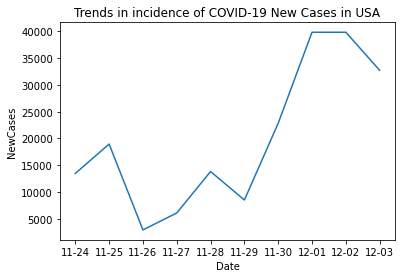 Trends in incidence of COVID-19 New Cases in USA
40000
35000
30000
25000
20000
15000
10000
5000
NewCases
11-24 11-25 11-26 11-27 11-28 11-29 11-30 12-01 12-02 12-03
Date